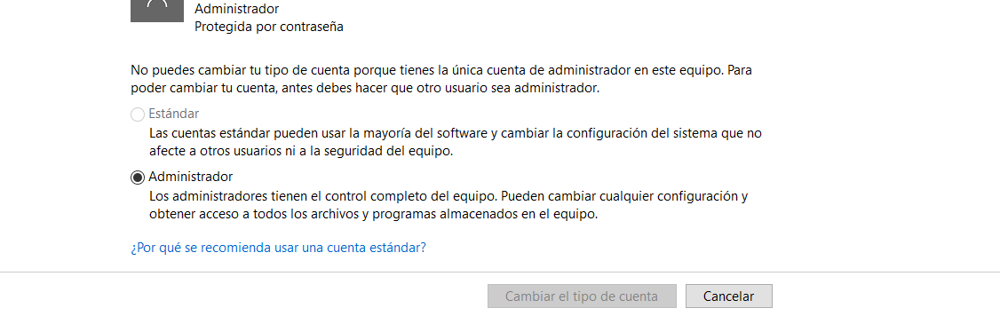 Administrador
Protegida por contraseña
No puedes cambiar tu tipo de cuenta porque tienes la única cuenta de administrador en este equipo. Para
poder cambiar tu cuenta, antes debes hacer que otro usuario sea administrador.
Estándar
Las cuentas estándar pueden usar la mayoría del software y cambiar la configuración del sistema que no
afecte a otros usuarios ni a la seguridad del equipo.
Administrador
Los administradores tienen el control completo del equipo. Pueden cambiar cualquier configuración y
obtener acceso a todos los archivos y programas almacenados en el equipo.
¿Por qué se recomienda usar una cuenta estándar?
Cambiar el tipo de cuenta
Cancelar